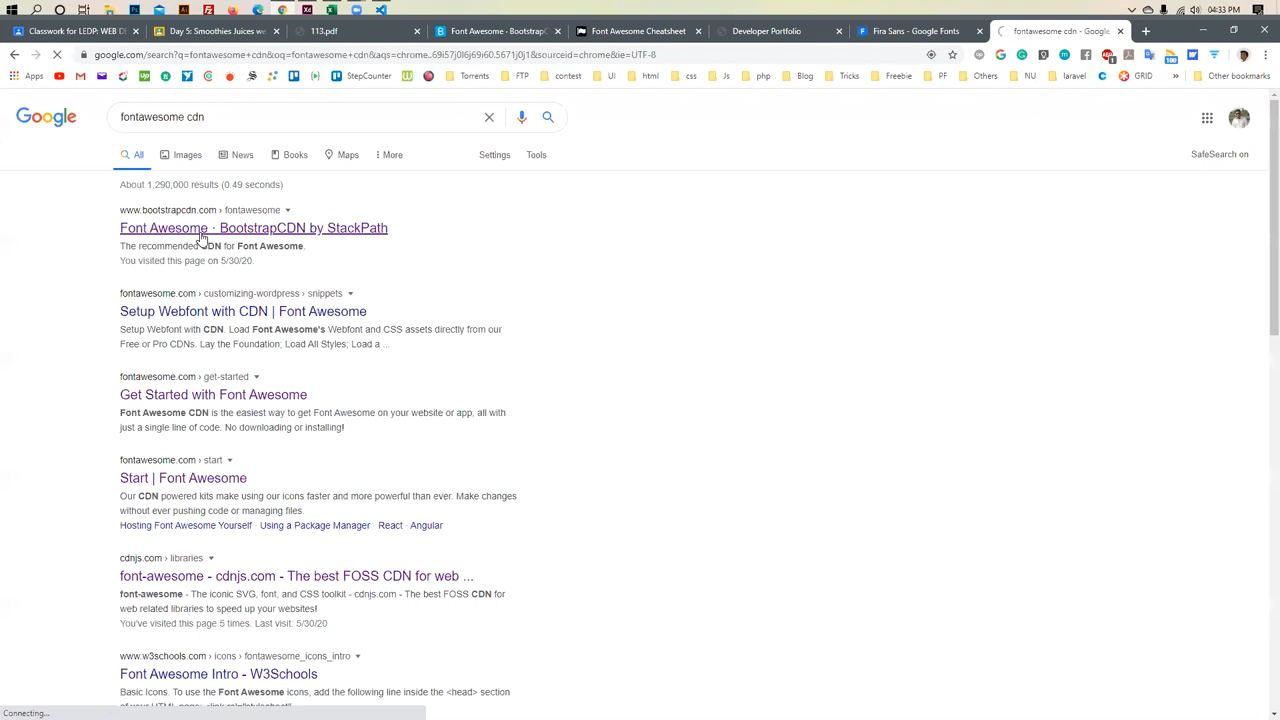 04:33 PM
Classwork for LEDP: WEB D
Day 5: Smoothies Juices we
113.pdf
Font Awesome · BootstrapC
Font Awesome Cheatsheet
Developer Portfolio
Fira Sans - Google Fonts
fontawesome cdn - Google
google.com/search?q=fontawesome+cdn&oq=fontawesome+cdn&aqs=chrome..69i57j0l6j69i60.5671j0j1&sourceid=chrome&ie=UTF-8
Apps
StepCounter
Torrents
FTP
contest
UI
html
css
Js
php
Blog
Tricks
Freebie
PF
Others
NU
laravel
GRID
Other bookmarks
Google
fontawesome cdn
All
Images
News
Books
Maps
More
Settings
Tools
SafeSearch on
About 1,290,000 results (0.49 seconds)
www.bootstrapcdn.com › fontawesome
Font Awesome · BootstrapCDN by StackPath
The recommended CDN for Font Awesome.
You visited this page on 5/30/20.
fontawesome.com › customizing-wordpress › snippets
Setup Webfont with CDN | Font Awesome
Setup Webfont with CDN. Load Font Awesome's Webfont and CSS assets directly from our
Free or Pro CDNs. Lay the Foundation; Load All Styles; Load a ...
fontawesome.com › get-started
Get Started with Font Awesome
Font Awesome CDN is the easiest way to get Font Awesome on your website or app, all with
just a single line of code. No downloading or installing!
fontawesome.com › start
Start | Font Awesome
Our CDN powered kits make using our icons faster and more powerful than ever. Make changes
without ever pushing code or managing files.
Hosting Font Awesome Yourself · Using a Package Manager · React · Angular
cdnjs.com › libraries
font-awesome - cdnjs.com - The best FOSS CDN for web ...
font-awesome - The iconic SVG, font, and CSS toolkit - cdnjs.com - The best FOSS CDN for
web related libraries to speed up your websites!
You've visited this page 5 times. Last visit: 5/30/20
www.w3schools.com › icons › fontawesome_icons_intro
Font Awesome Intro - W3Schools
Basic Icons. To use the Font Awesome icons, add the following line inside the <head> section
of your HTML page: <link rel="stylesheet"
Connecting...